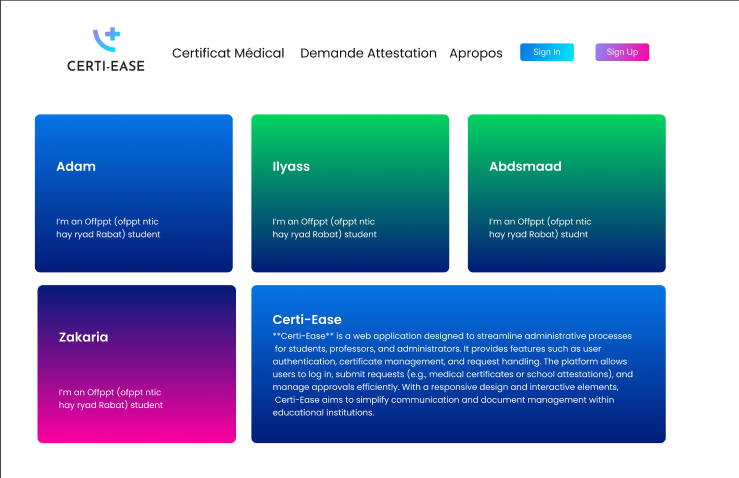 CERTI-EASE
Certificat Médical Demande Attestation Apropos Sign In Sign Up
Adam
I'm an Offppt (ofppt ntic
hay ryad Rabat) student
Ilyass
I'm an Offppt (ofppt ntic
hay ryad Rabat) student
Abdsmaad
I'm an Offppt (ofppt ntic
hay ryad Rabat) studnt
Zakaria
I'm an Offppt (ofppt ntic
hay ryad Rabat) student
Certi-Ease
**Certi-Ease** is a web application designed to streamline administrative processes
for students, professors, and administrators. It provides features such as user
authentication, certificate management, and request handling. The platform allows
users to log in, submit requests (e.g., medical certificates or school attestations), and
manage approvals efficiently. With a responsive design and interactive elements,
Certi-Ease aims to simplify communication and document management within
educational institutions.